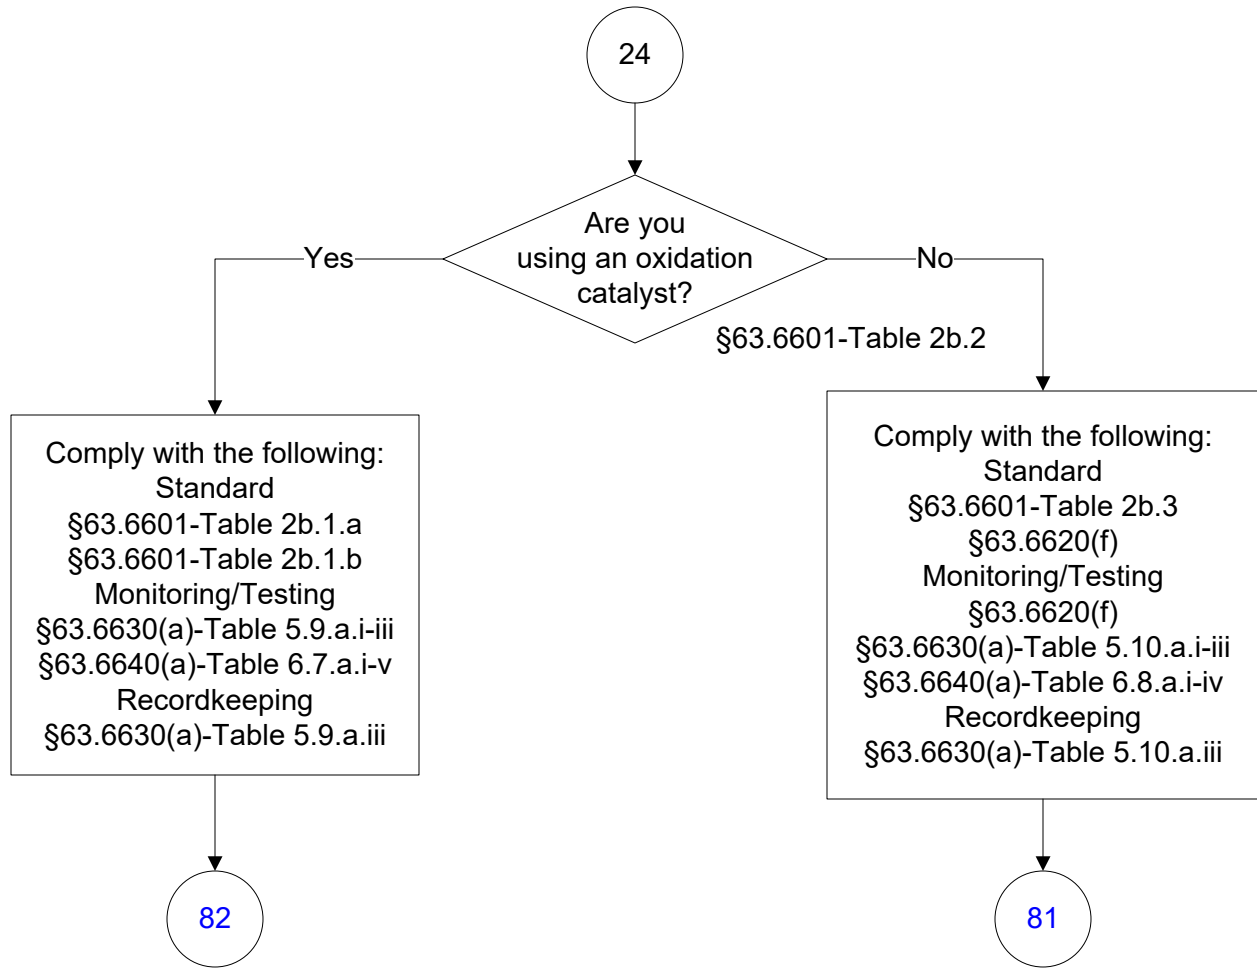 24
Are you
using an oxidation
catalyst?
Yes
No
§63.6601-Table 2b.2
Comply with the following:
Standard
§63.6601-Table 2b.1.a
§63.6601-Table 2b.1.b
Monitoring/Testing
§63.6630(a)-Table 5.9.a.i-iii
§63.6640(a)-Table 6.7.a.i-v
Recordkeeping
§63.6630(a)-Table 5.9.a.iii
Comply with the following:
Standard
§63.6601-Table 2b.3
§63.6620(f)
Monitoring/Testing
§63.6620(f)
§63.6630(a)-Table 5.10.a.i-iii
§63.6640(a)-Table 6.8.a.i-iv
Recordkeeping
§63.6630(a)-Table 5.10.a.iii
82
81